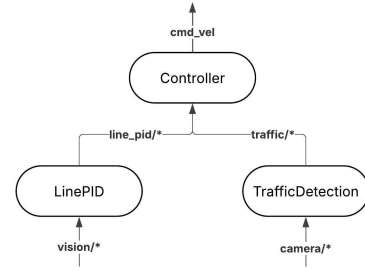 cmd_vel
Controller
line_pid/*
traffic/*
LinePID
TrafficDetection
vision/*
camera/*